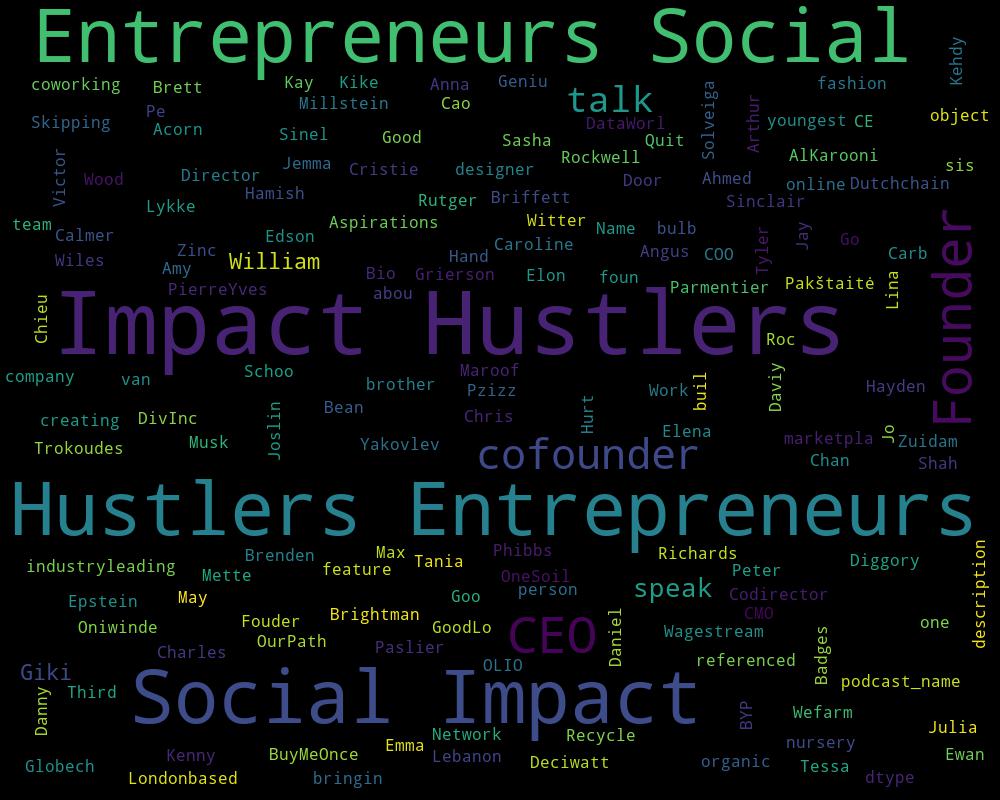 Entrepreneurs Social
Kehdy
coworking Brett Kay Kike Anna Geniu fashion
Millstein Cao talk Solveiga Arthur
Skipping Pe Acorn Sinel Good Sasha DataWorl Quit youngest CE object
Victor Wood Director Jemma Cristie designer Rockwell Door Ahmed AlKarooni sis
Hamish Rutger Briffett Sinclair online Dutchchain
team Lykke Aspirations Witter Name bulb Jay Go Founder
Calmer Zinc Edson Caroline Angus COO Tyler Carb
Wiles Amy William Bio Grierson Hand Elon foun Parmentier Pakštaitė Lina
Chieu PierreYves abou
Impact Hustlers
Roc
company van Schoo brother Maroof Pzizz Work buil Daviy Hayden
creating DivInc Joslin Bean Chris Hurt Elena Jo
Trokoudes Musk Yakovlev cofounder marketpla Zuidam
Chan Shah
Hustlers Entrepreneurs
industryleading Brenden Max Tania Phibbs Richards Diggory description
Mette feature OneSoil Peter
Epstein May Goo person speak Codirector
Oniwinde Fouder Brightman GoodLo CEO Daniel CMO Wagestream one
OurPath
Charles Paslier OLIO referenced Badges
Giki Third Danny
Social Impact
podcast_name
BYP Wefarm Julia
Kenny BuyMeOnce Emma Network Lebanon Recycle nursery Ewan
Globech Londonbased bringin Deciwatt organic Tessa dtype